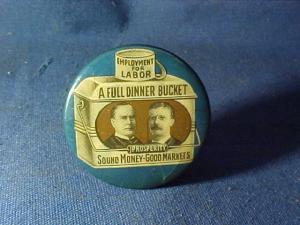 EMPLOYMENT
FOR
LABOR
A FULL DINNER BUCKET
PROSPERITY
SOUND MONEY-GOOD MARKETS